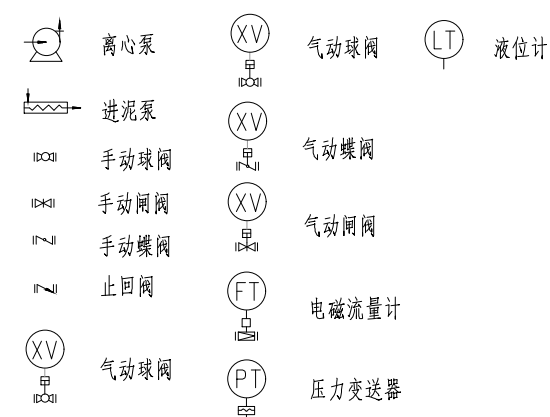 离心泵
进泥泵
手动球阀
手动闸阀
手动蝶阀
止回阀
XV
气动球阀
XV
气动球阀
XV
气动蝶阀
XV
气动闸阀
FT
电磁流量计
PT
压力变送器
LT
液位计